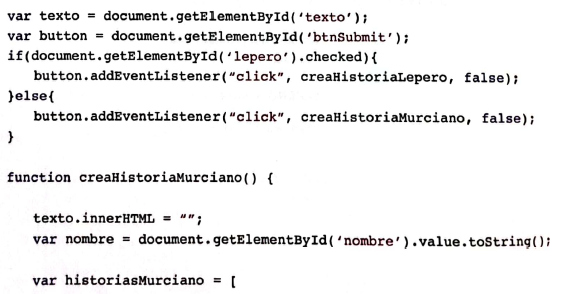 var texto = document.getElementById('texto');
var button = document.getElementById('btnSubmit');
if(document.getElementById('lepero').checked){
button.addEventListener("click", creaHistoriaLepero, false);
}else{
button.addEventListener("click", creaHistoriaMurciano, false);
}
function creaHistoriaMurciano() {
texto.innerHTML = "";
var nombre = document.getElementById('nombre').value.toString();
var historiasMurciano = [